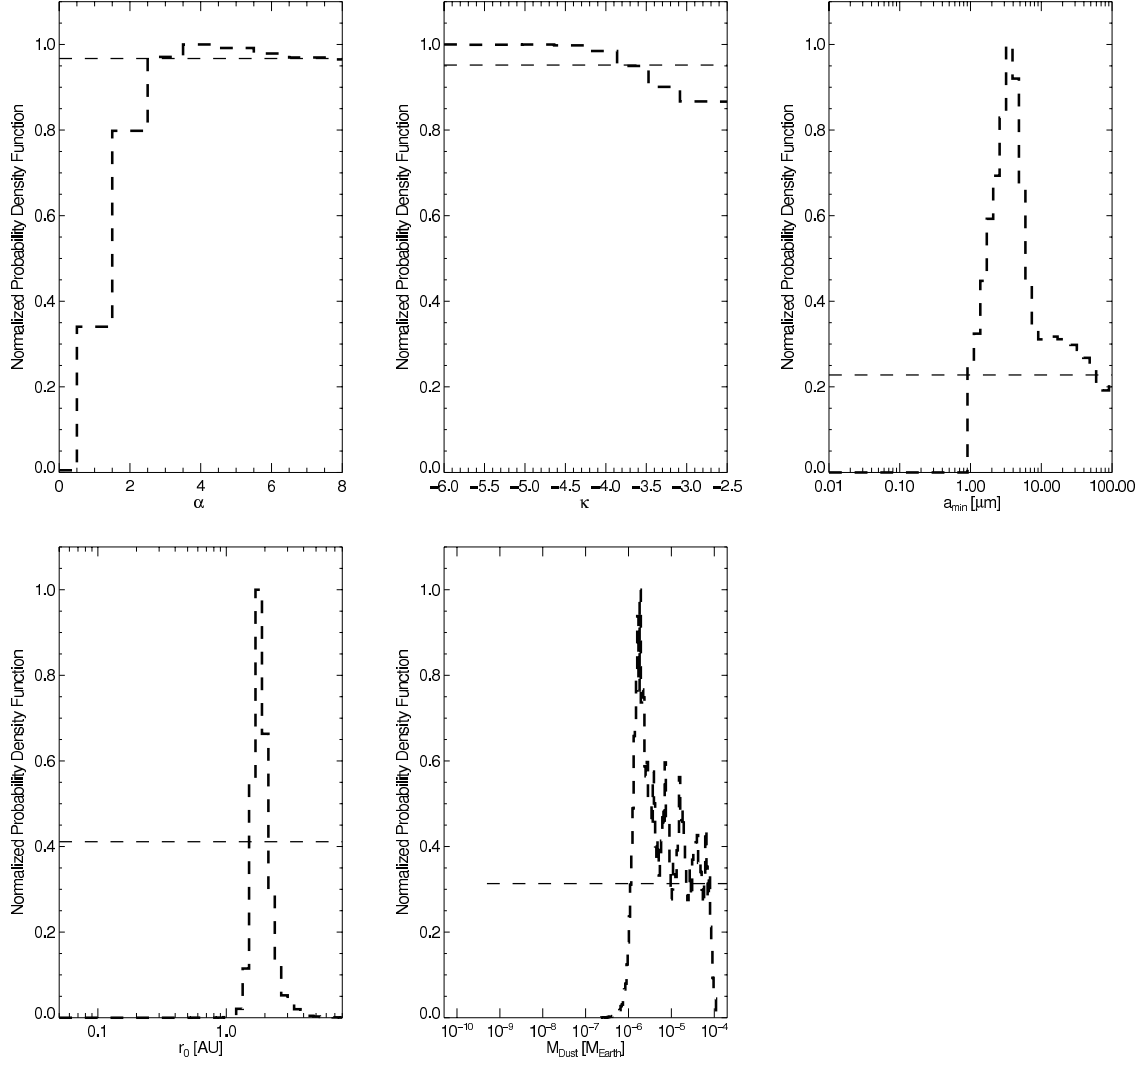 Normalized Probability Density Function
1.0
0.8
0.6
0.4
0.2
0.0
0 2 4 6 8
α
Normalized Probability Density Function
1.0
0.8
0.6
0.4
0.2
0.0
−6.0 −5.5 −5.0 −4.5 −4.0 −3.5 −3.0 −2.5
κ
Normalized Probability Density Function
1.0
0.8
0.6
0.4
0.2
0.0
0.01 0.10 1.00 10.00 100.00
a_min [μm]
Normalized Probability Density Function
1.0
0.8
0.6
0.4
0.2
0.0
0.1 1.0
r_0 [AU]
Normalized Probability Density Function
1.0
0.8
0.6
0.4
0.2
0.0
10^−10 10^−9 10^−8 10^−7 10^−6 10^−5 10^−4
M_Dust [M_Earth]